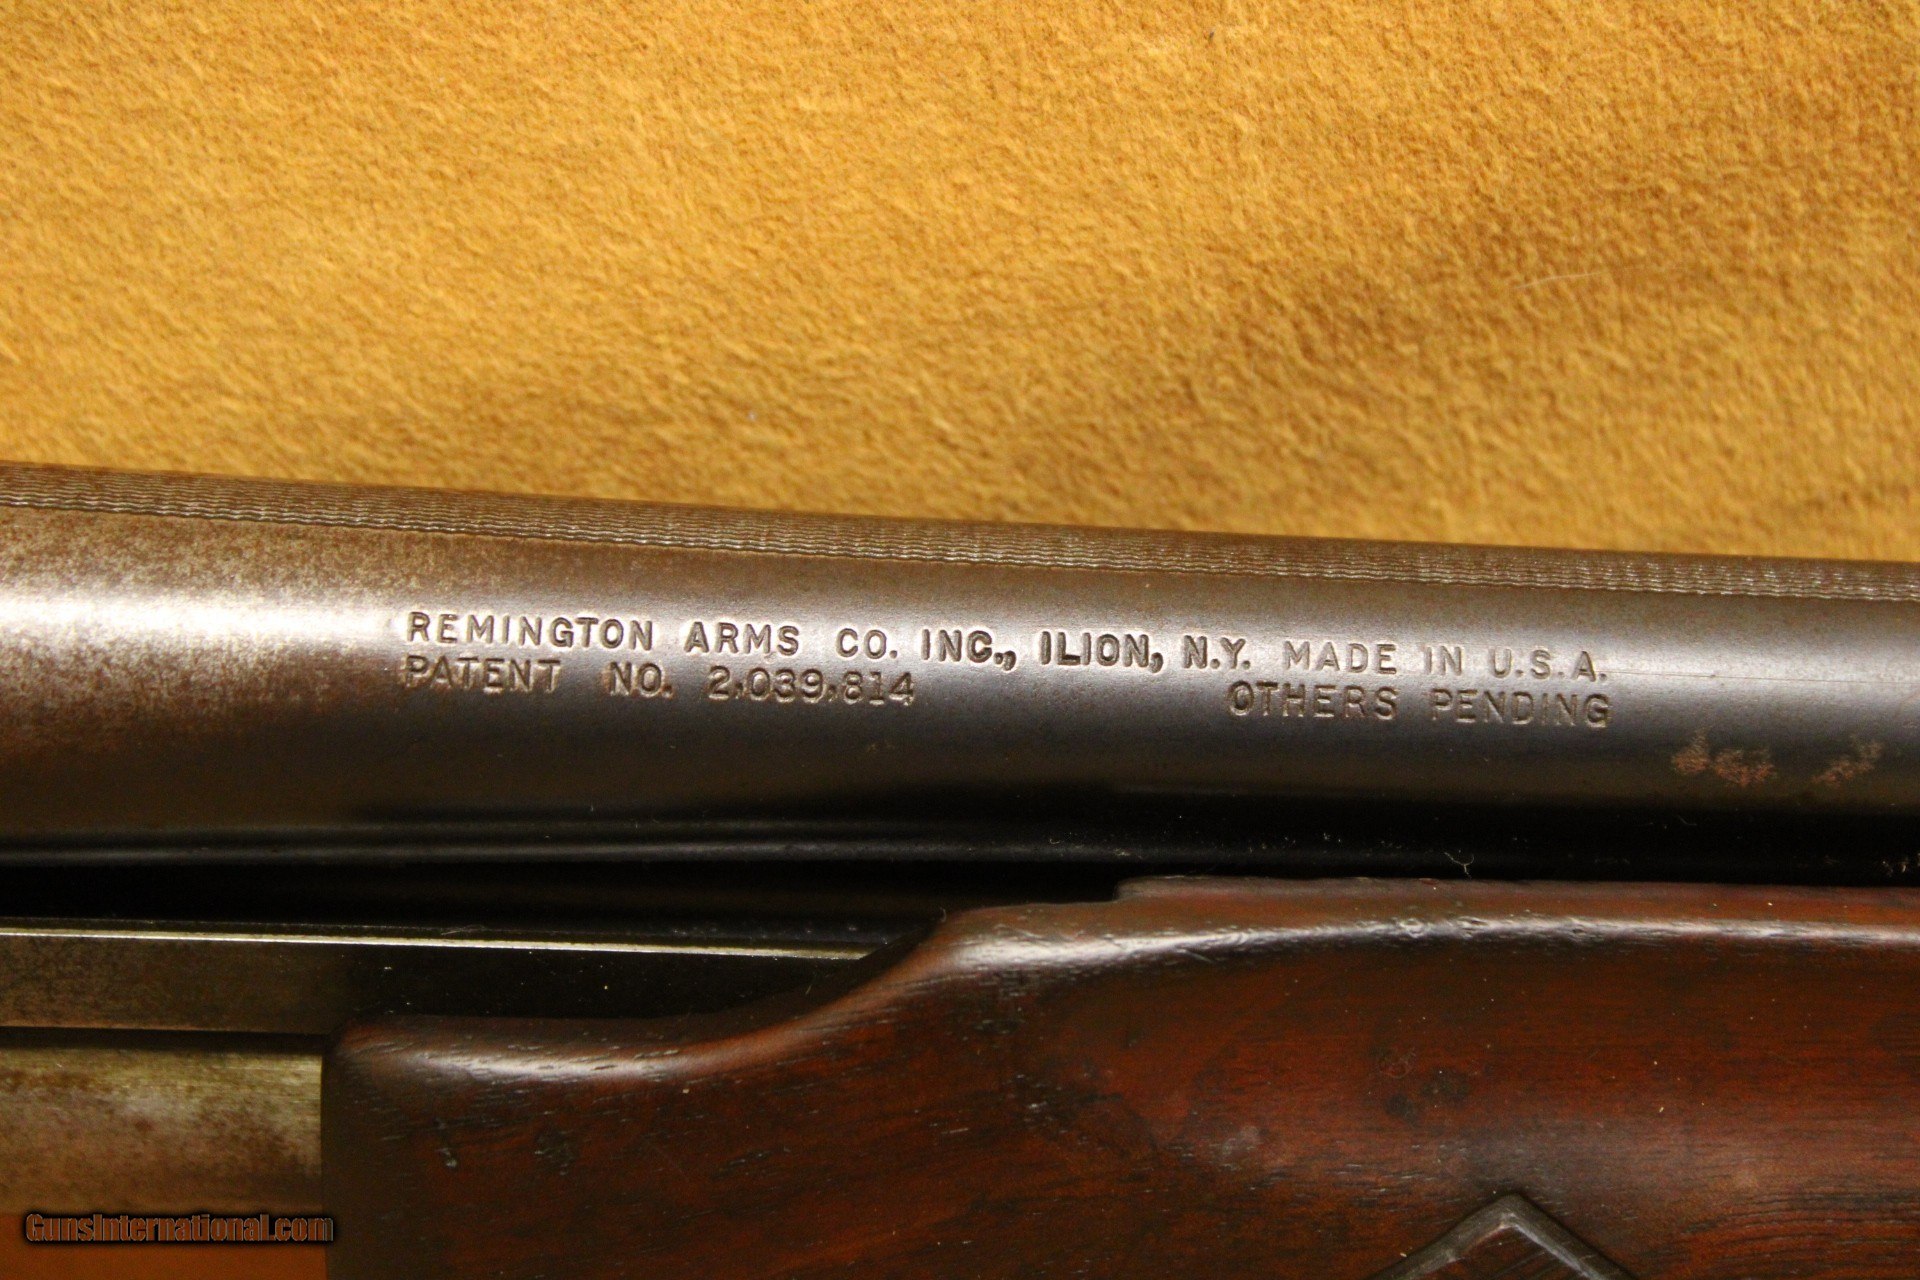 REMINGTON ARMS CO. INC., ILION, N.Y. MADE IN U.S.A.
PATENT NO. 2,039,814 OTHERS PENDING
GunsInternational.com